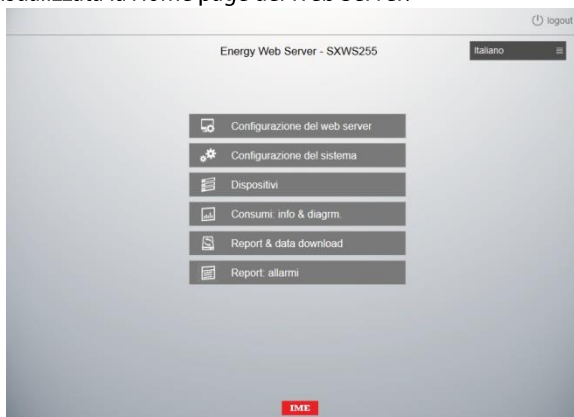 la Home page del Web Server.
logout
Energy Web Server - SXWS255
Italiano
Configurazione del web server
Configurazione del sistema
Dispositivi
Consumi: info & diagrm.
Report & data download
Report: allarmi
IME